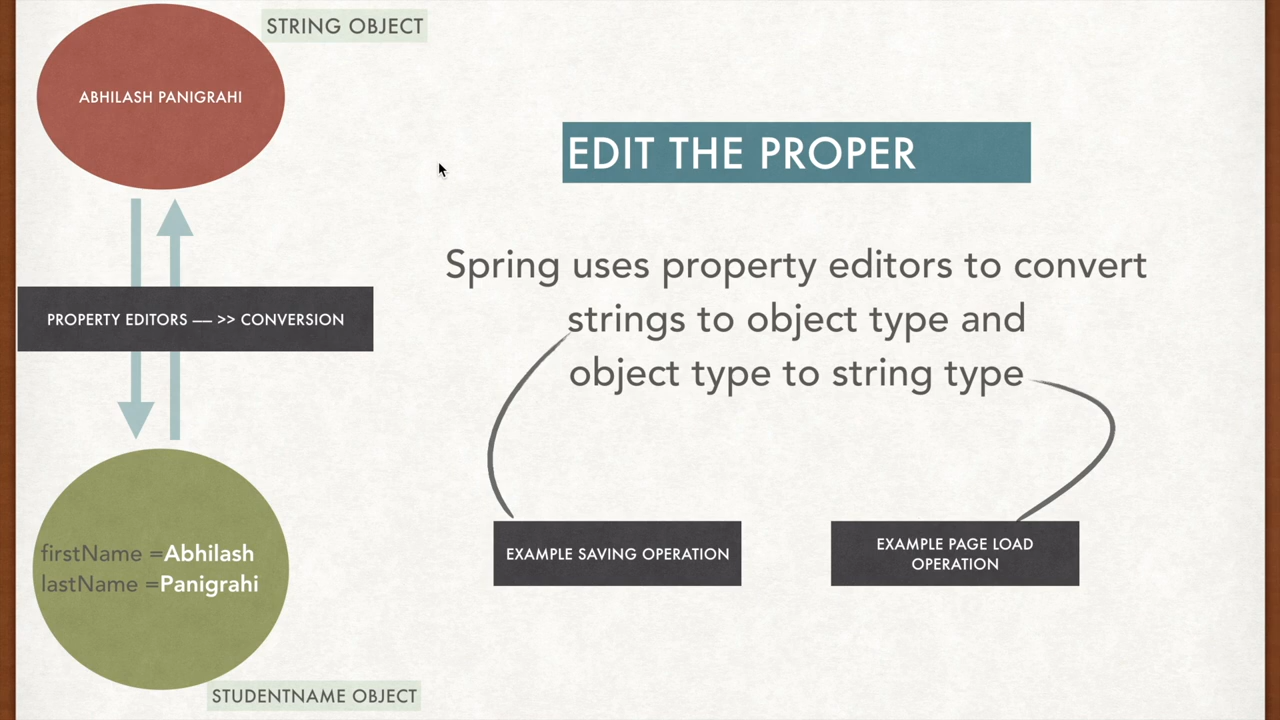 STRING OBJECT
ABHILASH PANIGRAHI
EDIT THE PROPER
Spring uses property editors to convert
strings to object type and
object type to string type
PROPERTY EDITORS — >> CONVERSION
EXAMPLE SAVING OPERATION
EXAMPLE PAGE LOAD
OPERATION
firstName =Abhilash
lastName =Panigrahi
STUDENTNAME OBJECT